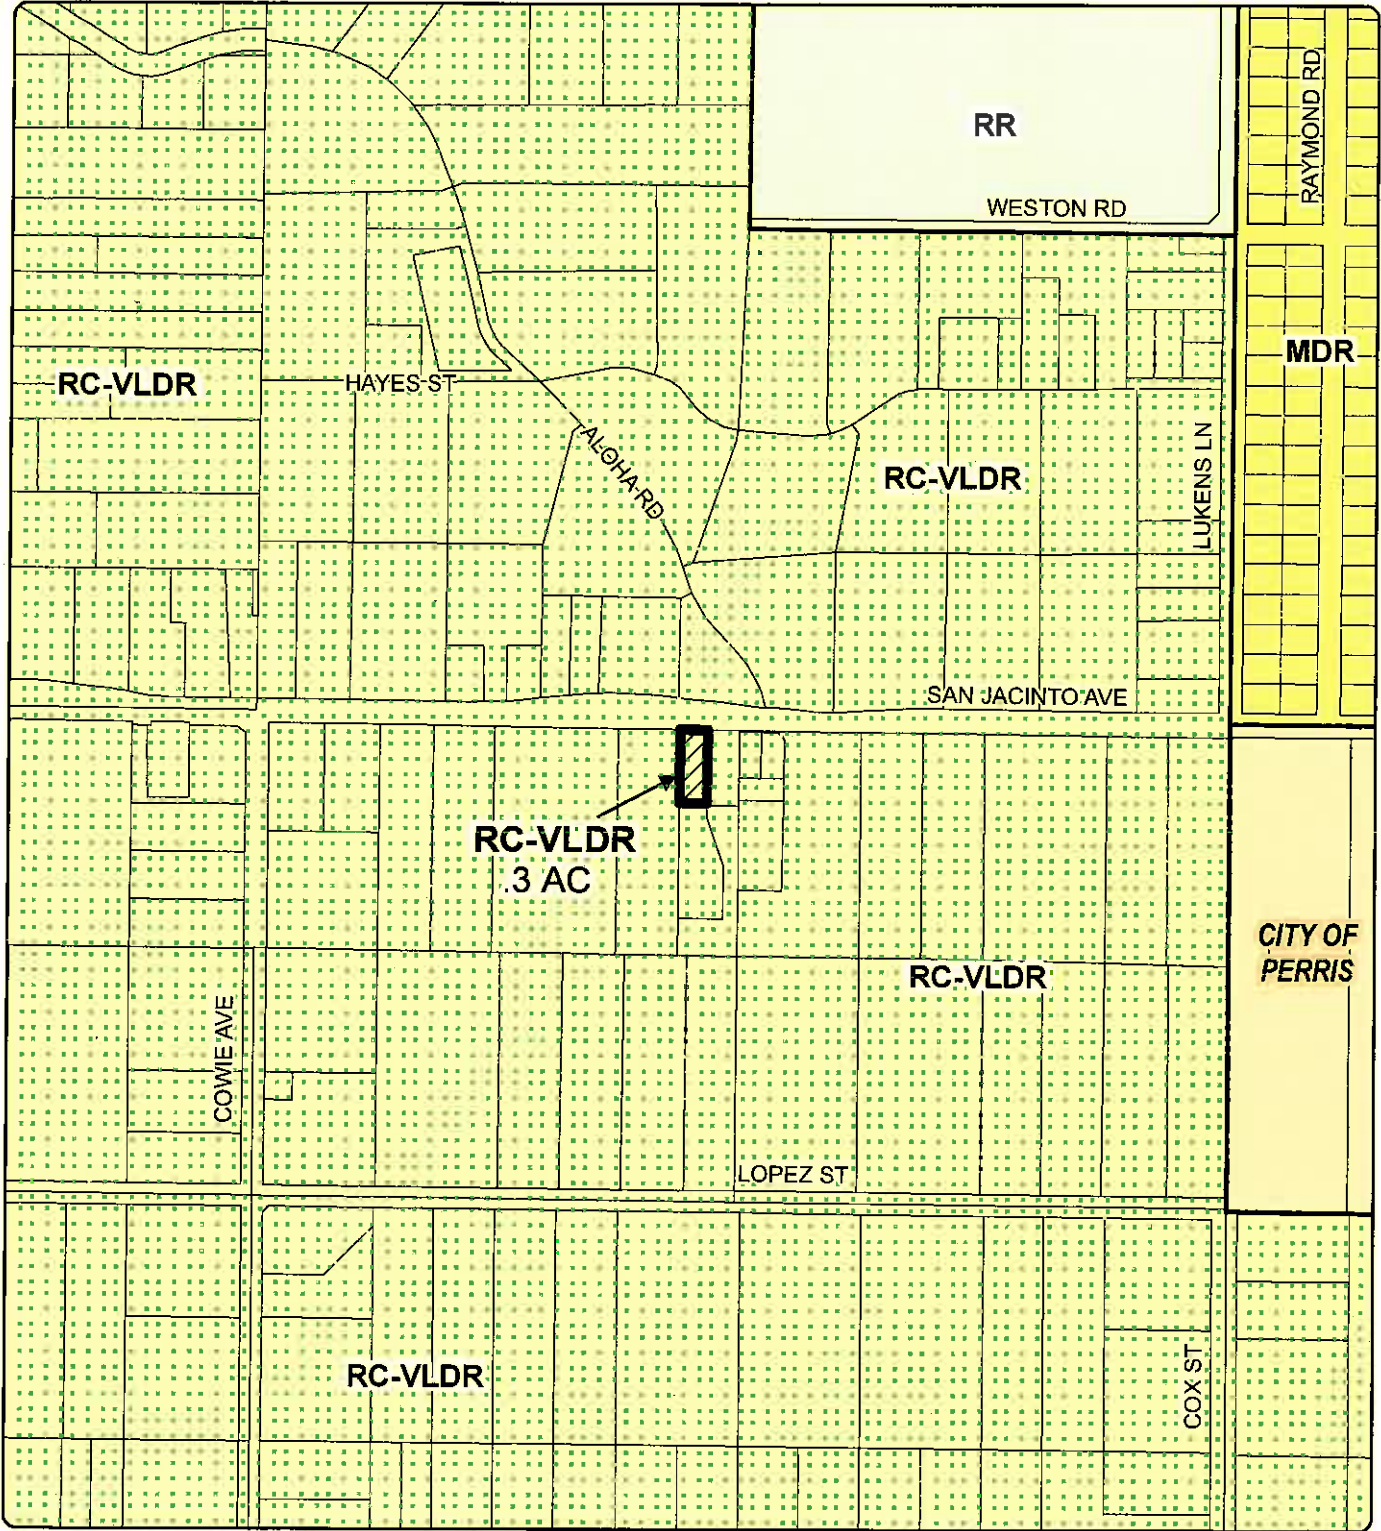 RR
RAYMOND RD
WESTON RD
MDR
RC-VLDR
HAYES ST
ALOHA RD
RC-VLDR
LUKENS LN
SAN JACINTO AVE
RC-VLDR
.3 AC
CITY OF
PERRIS
RC-VLDR
COWIE AVE
LOPEZ ST
RC-VLDR
COX ST